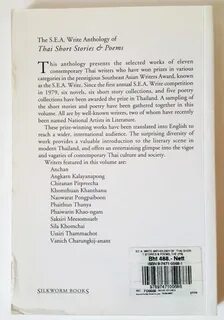 The S.E.A. Write Anthology of
Thai Short Stories & Poems
This anthology presents the selected works of eleven
contemporary Thai writers who have won prizes in various
categories in the prestigious Southeast Asian Writers Award, known
as the S.E.A. Write. Since the first annual S.E.A. Write competition
in 1979, six novels, six short story collections, and five poetry
collections have been awarded the prize in Thailand. A sampling of
the short stories and poetry have been gathered together in this
volume. All are by well-known writers, two of whom have recently
been named National Artists in Literature.
These prize-winning works have been translated into English to
reach a wider, international audience. The surprising diversity of
work provides a valuable introduction to the literary scene in
modern Thailand, and offers an entertaining glimpse into the vigor
and vagaries of contemporary Thai culture and society.
Writers featured in this volume are:
Anchan
Angkarn Kalayanapong
Chiranan Pitpreecha
Khomthuan Khanthanu
Naowarat Pongpaiboon
Phaithun Thanya
Phaiwarin Khao-ngam
Saksiri Meesomsueb
Sila Khomchai
Ussiri Thammachot
Vanich Charungkij-anant
SILKWORM BOOKS
Bht 486.- Nett
9789747100860